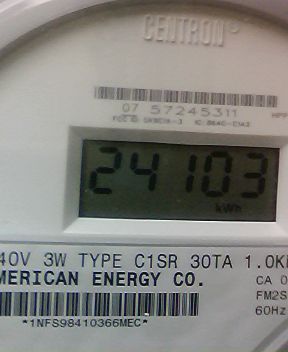 CENTRON®
07 57245311
24103
kWh
40V 3W TYPE C1SR 30TA 1.0K
MERICAN ENERGY CO.
CA 0
FM2S
60Hz
*1NFS98410366MEC*